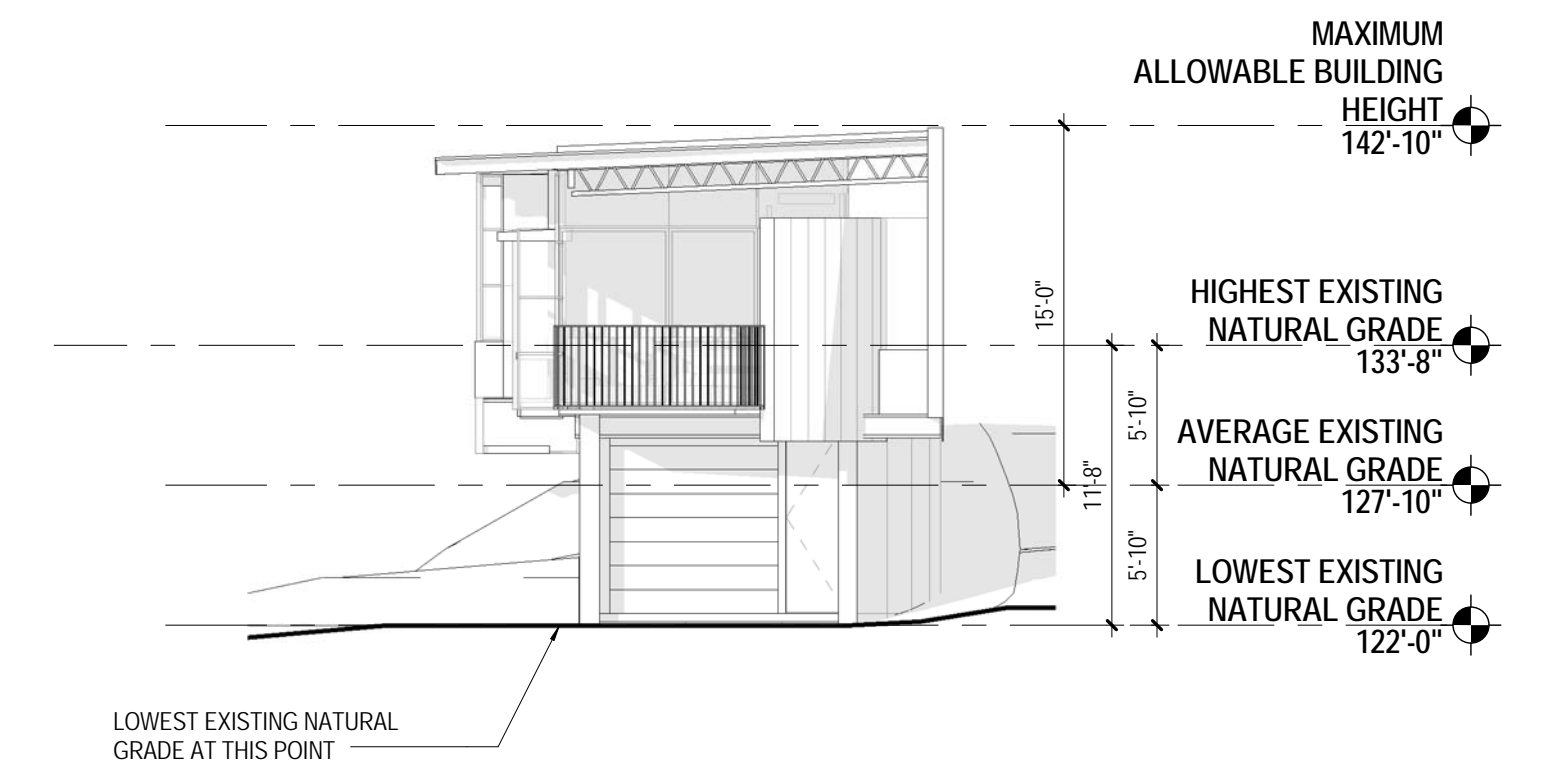 MAXIMUM
ALLOWABLE BUILDING
HEIGHT
142'-10"
15'-0"
HIGHEST EXISTING
NATURAL GRADE
133'-8"
5'-10"
11'-8"
AVERAGE EXISTING
NATURAL GRADE
127'-10"
5'-10"
LOWEST EXISTING
NATURAL GRADE
122'-0"
LOWEST EXISTING NATURAL
GRADE AT THIS POINT